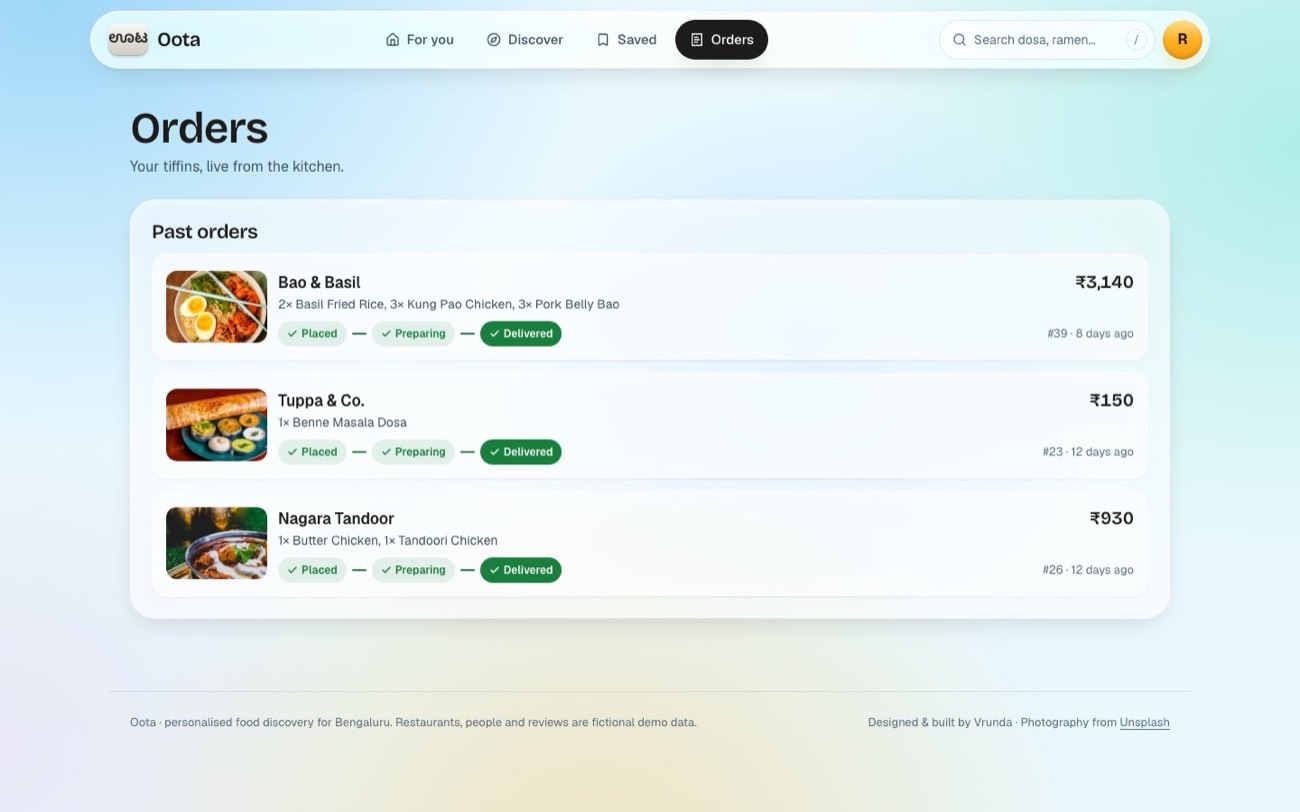 ಊಟ Oota
For you
Discover
Saved
Orders
Search dosa, ramen…
/
R
Orders
Your tiffins, live from the kitchen.
Past orders
Bao & Basil
₹3,140
2× Basil Fried Rice, 3× Kung Pao Chicken, 3× Pork Belly Bao
Placed
Preparing
Delivered
#39 · 8 days ago
Tuppa & Co.
₹150
1× Benne Masala Dosa
Placed
Preparing
Delivered
#23 · 12 days ago
Nagara Tandoor
₹930
1× Butter Chicken, 1× Tandoori Chicken
Placed
Preparing
Delivered
#26 · 12 days ago
Oota · personalised food discovery for Bengaluru. Restaurants, people and reviews are fictional demo data.
Designed & built by Vrunda · Photography from Unsplash